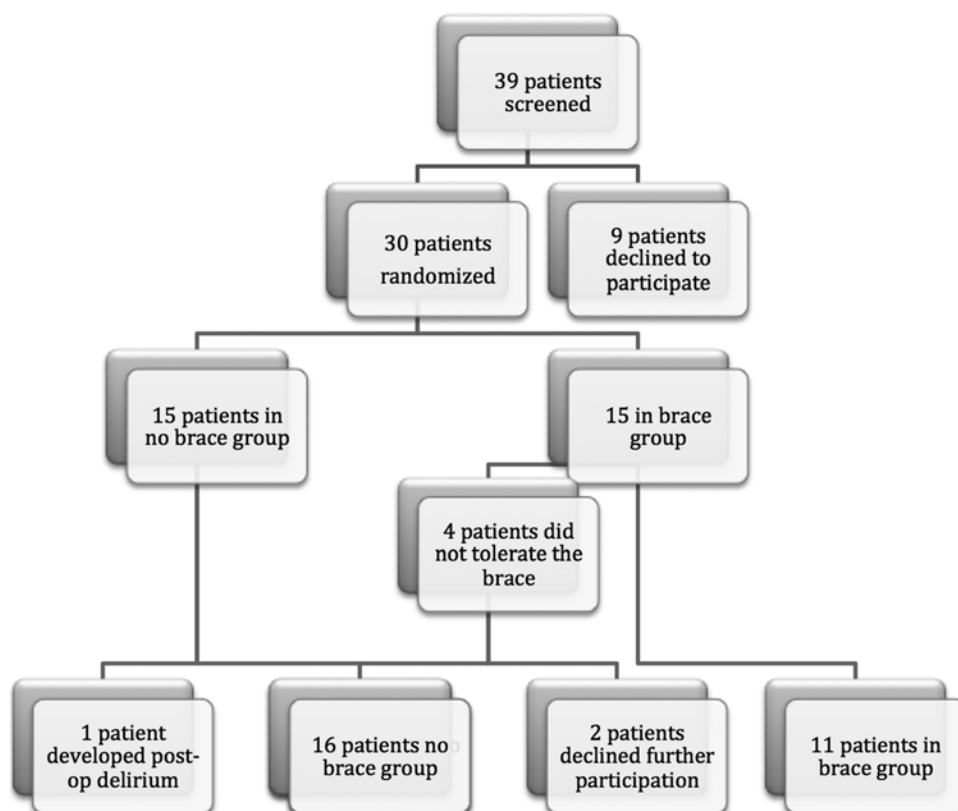 39 patients
screened
30 patients
randomized
9 patients
declined to
participate
15 patients in
no brace group
15 in brace
group
4 patients did
not tolerate the
brace
1 patient
developed post-
op delirium
16 patients no
brace group
2 patients
declined further
participation
11 patients in
brace group